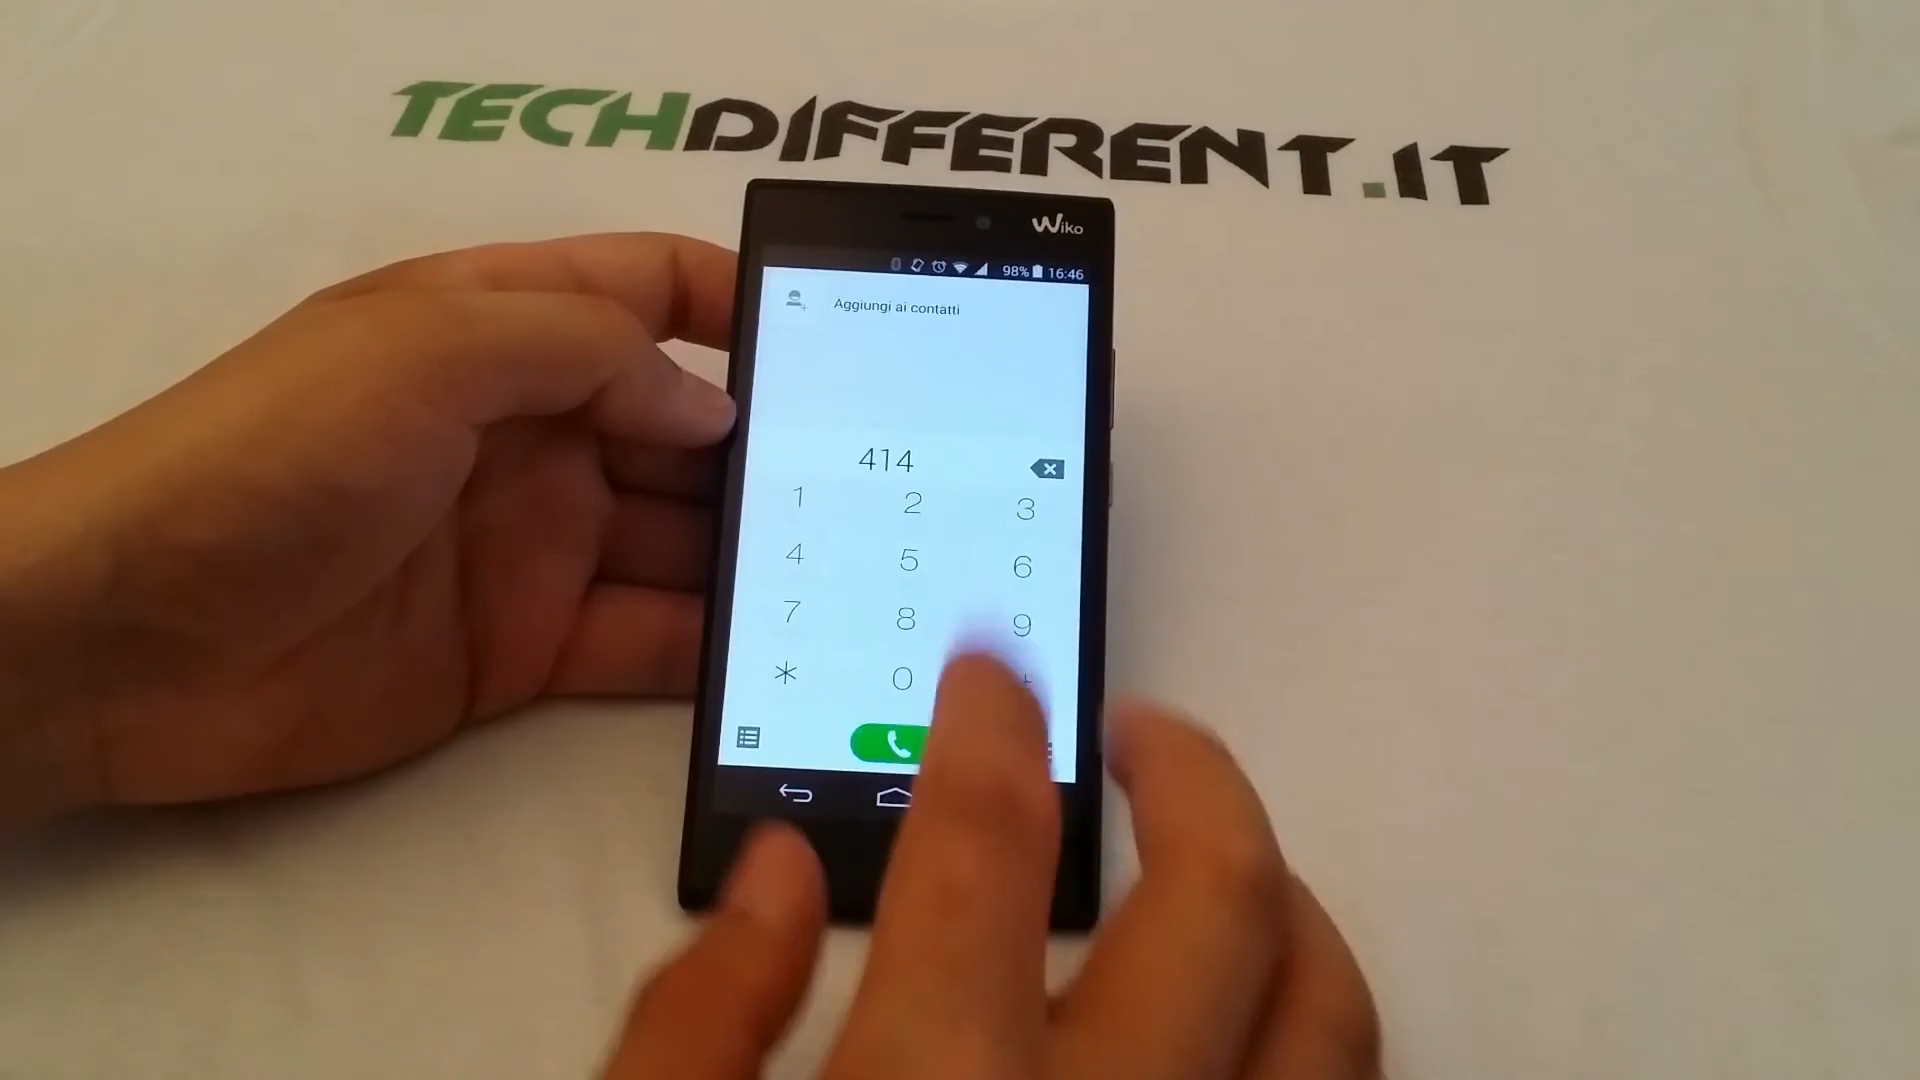 TECHDIFFERENT.IT
Wiko
98% 16:46
Aggiungi ai contatti
414
1 2 3
4 5 6
7 8 9
* 0